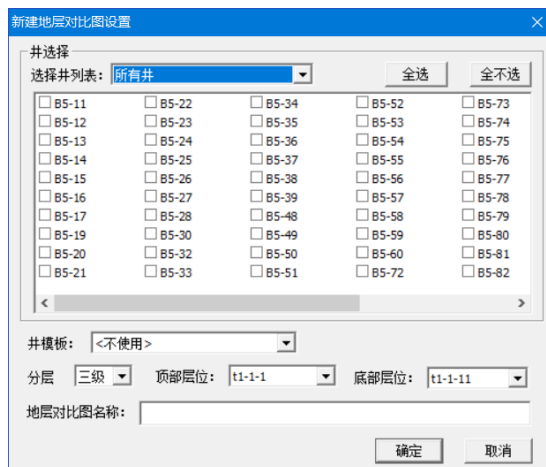 新建地层对比图设置
井选择
选择井列表： 所有井 全选 全不选
B5-11 B5-22 B5-34 B5-52 B5-73
B5-12 B5-23 B5-35 B5-53 B5-74
B5-13 B5-24 B5-36 B5-54 B5-75
B5-14 B5-25 B5-37 B5-55 B5-76
B5-15 B5-26 B5-38 B5-56 B5-77
B5-16 B5-27 B5-39 B5-57 B5-78
B5-17 B5-28 B5-48 B5-58 B5-79
B5-19 B5-30 B5-49 B5-59 B5-80
B5-20 B5-32 B5-50 B5-60 B5-81
B5-21 B5-33 B5-51 B5-72 B5-82
井模板： <不使用>
分层 三级 顶部层位： t1-1-1 底部层位： t1-1-11
地层对比图名称：
确定 取消